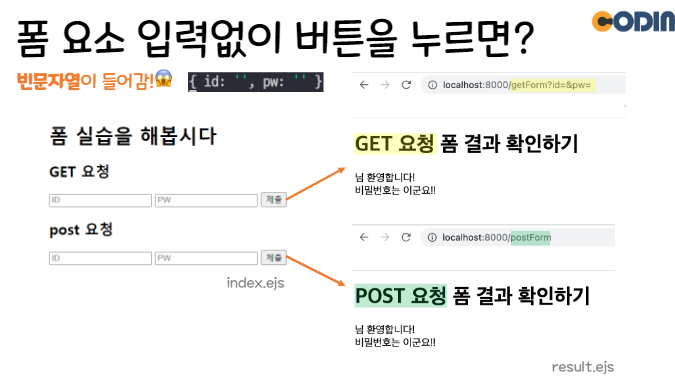 폼 요소 입력없이 버튼을 누르면?
CODIN
빈문자열이 들어감!😱
{ id: '', pw: '' }
localhost:8000/getForm?id=&pw=
폼 실습을 해봅시다
GET 요청
ID
PW
제출
post 요청
ID
PW
제출
index.ejs
GET 요청 폼 결과 확인하기
님 환영합니다!
비밀번호는 이군요!!
localhost:8000/postForm
POST 요청 폼 결과 확인하기
님 환영합니다!
비밀번호는 이군요!!
result.ejs